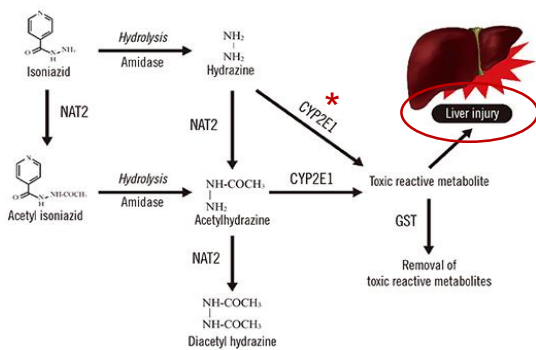 N
O
N
H
NH₂
Isoniazid
Hydrolysis
Amidase
NH₂
NH₂
Hydrazine
*
CYP2E1
Liver injury
NAT2
NAT2
N
O
N
H
NH-COCH₃
Acetyl isoniazid
Hydrolysis
Amidase
NH-COCH₃
NH₂
Acetylhydrazine
CYP2E1
Toxic reactive metabolite
NAT2
GST
NH-COCH₃
NH-COCH₃
Diacetyl hydrazine
Removal of
toxic reactive metabolites